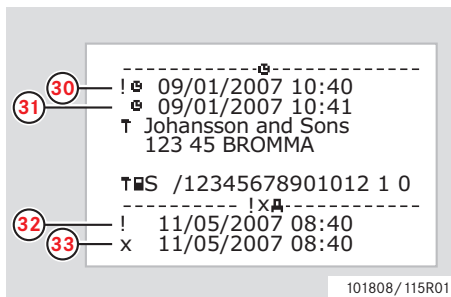 30 ! 09/01/2007 10:40
31 09/01/2007 10:41
Johansson and Sons
123 45 BROMMA
S /12345678901012 1 0
---------- !x ------------
32 ! 11/05/2007 08:40
33 x 11/05/2007 08:40
101808/115R01